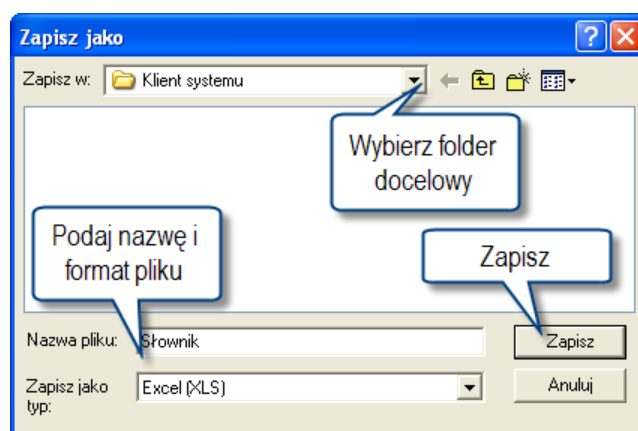 Zapisz jako
Zapisz w: Klient systemu
Wybierz folder
docelowy
Podaj nazwę i
format pliku
Zapisz
Nazwa pliku: Słownik Zapisz
Zapisz jako
typ: Excel (XLS) Anuluj